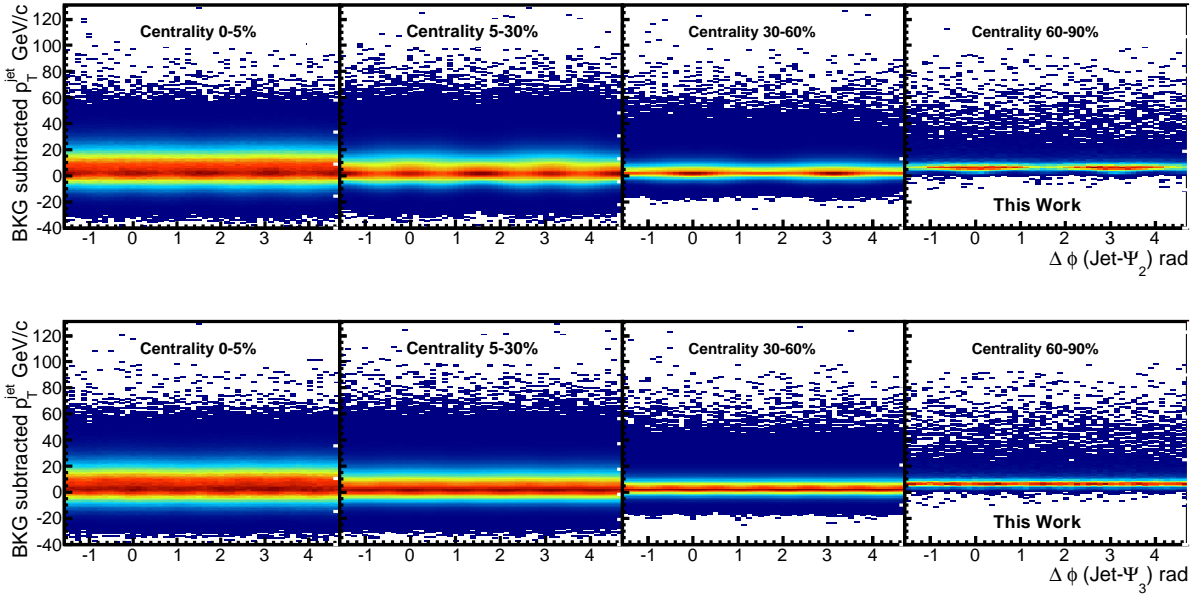 BKG subtracted p_T^jet GeV/c
120
100
80
60
40
20
0
-20
-40
Centrality 0-5%
Centrality 5-30%
Centrality 30-60%
Centrality 60-90%
This Work
-1 0 1 2 3 4 -1 0 1 2 3 4 -1 0 1 2 3 4 -1 0 1 2 3 4
Δ ϕ (Jet-Ψ_2) rad
BKG subtracted p_T^jet GeV/c
120
100
80
60
40
20
0
-20
-40
Centrality 0-5%
Centrality 5-30%
Centrality 30-60%
Centrality 60-90%
This Work
-1 0 1 2 3 4 -1 0 1 2 3 4 -1 0 1 2 3 4 -1 0 1 2 3 4
Δ ϕ (Jet-Ψ_3) rad